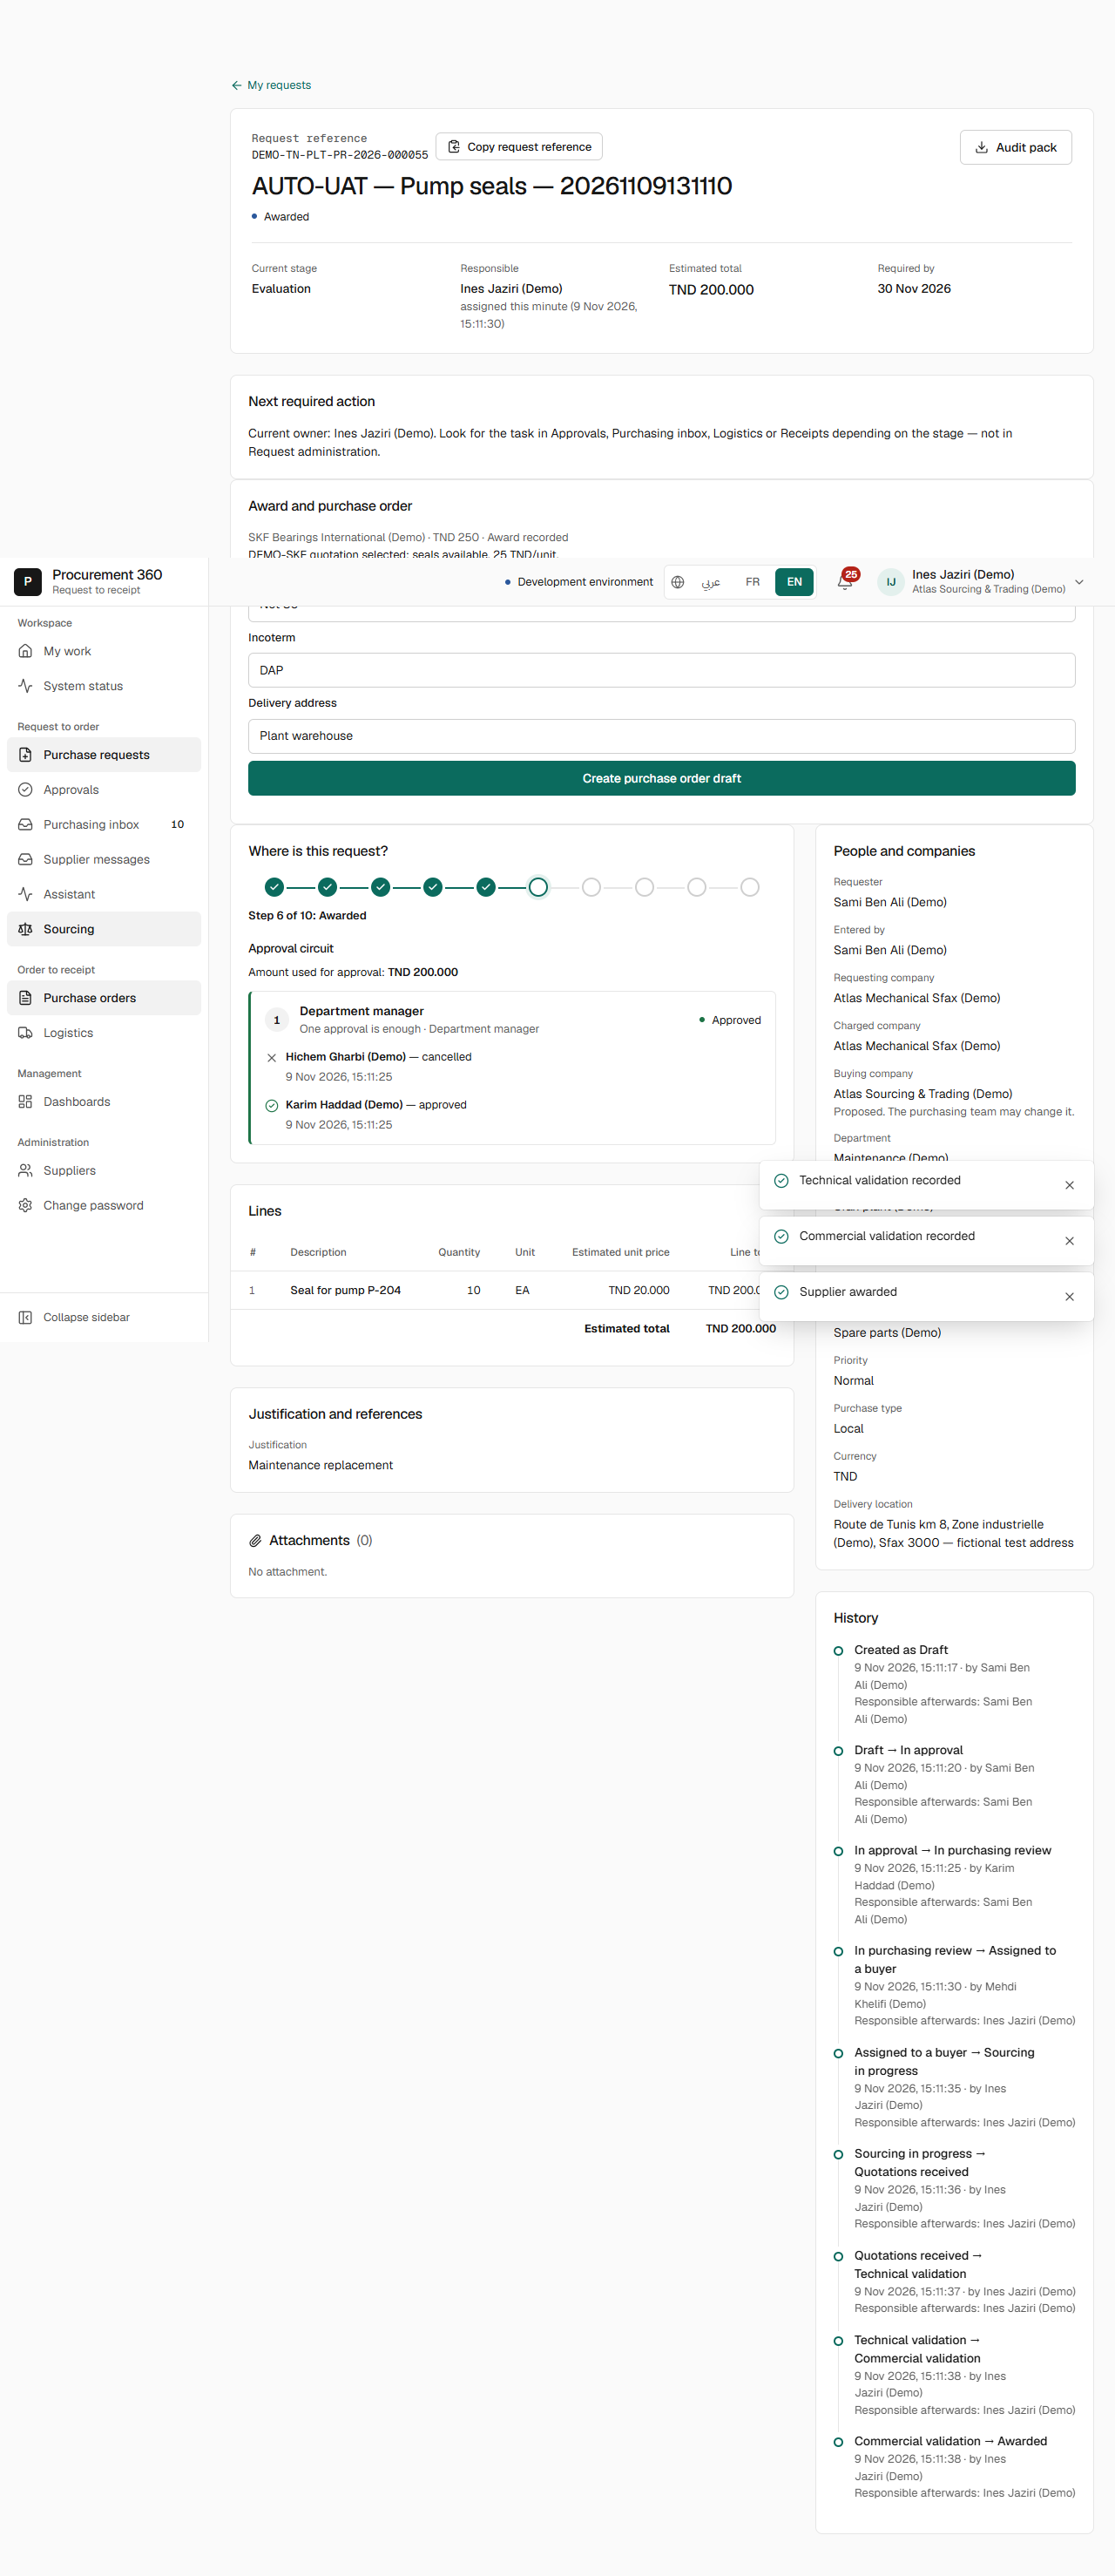 My requests
Request reference
DEMO-TN-PLT-PR-2026-000055
Copy request reference
Audit pack
AUTO-UAT — Pump seals — 20261109131110
Awarded
Current stage
Evaluation
Responsible
Ines Jaziri (Demo)
assigned this minute (9 Nov 2026,
15:11:30)
Estimated total
TND 200.000
Required by
30 Nov 2026
Next required action
Current owner: Ines Jaziri (Demo). Look for the task in Approvals, Purchasing inbox, Logistics or Receipts depending on the stage — not in
Request administration.
Award and purchase order
SKF Bearings International (Demo) · TND 250 · Award recorded
DEMO-SKF quotation selected: seals available, 25 TND/unit.
P
Procurement 360
Request to receipt
Development environment
عربي
FR
EN
25
IJ
Ines Jaziri (Demo)
Atlas Sourcing & Trading (Demo)
Workspace
My work
System status
Request to order
Purchase requests
Approvals
Purchasing inbox 10
Supplier messages
Assistant
Sourcing
Order to receipt
Purchase orders
Logistics
Management
Dashboards
Administration
Suppliers
Change password
Collapse sidebar
Incoterm
DAP
Delivery address
Plant warehouse
Create purchase order draft
Where is this request?
Step 6 of 10: Awarded
Approval circuit
Amount used for approval: TND 200.000
1
Department manager
One approval is enough · Department manager
Approved
Hichem Gharbi (Demo) — cancelled
9 Nov 2026, 15:11:25
Karim Haddad (Demo) — approved
9 Nov 2026, 15:11:25
Lines
# Description Quantity Unit Estimated unit price Line
1 Seal for pump P-204 10 EA TND 20.000 TND 200.0
Estimated total TND 200.000
Justification and references
Justification
Maintenance replacement
Attachments (0)
No attachment.
People and companies
Requester
Sami Ben Ali (Demo)
Entered by
Sami Ben Ali (Demo)
Requesting company
Atlas Mechanical Sfax (Demo)
Charged company
Atlas Mechanical Sfax (Demo)
Buying company
Atlas Sourcing & Trading (Demo)
Proposed. The purchasing team may change it.
Department
Maintenance (Demo)
Technical validation recorded
Commercial validation recorded
Supplier awarded
Spare parts (Demo)
Priority
Normal
Purchase type
Local
Currency
TND
Delivery location
Route de Tunis km 8, Zone industrielle
(Demo), Sfax 3000 — fictional test address
History
Created as Draft
9 Nov 2026, 15:11:17 · by Sami Ben
Ali (Demo)
Responsible afterwards: Sami Ben
Ali (Demo)
Draft → In approval
9 Nov 2026, 15:11:20 · by Sami Ben
Ali (Demo)
Responsible afterwards: Sami Ben
Ali (Demo)
In approval → In purchasing review
9 Nov 2026, 15:11:25 · by Karim
Haddad (Demo)
Responsible afterwards: Sami Ben
Ali (Demo)
In purchasing review → Assigned to
a buyer
9 Nov 2026, 15:11:30 · by Mehdi
Khelifi (Demo)
Responsible afterwards: Ines Jaziri (Demo)
Assigned to a buyer → Sourcing
in progress
9 Nov 2026, 15:11:35 · by Ines
Jaziri (Demo)
Responsible afterwards: Ines Jaziri (Demo)
Sourcing in progress →
Quotations received
9 Nov 2026, 15:11:36 · by Ines
Jaziri (Demo)
Responsible afterwards: Ines Jaziri (Demo)
Quotations received →
Technical validation
9 Nov 2026, 15:11:37 · by Ines Jaziri (Demo)
Responsible afterwards: Ines Jaziri (Demo)
Technical validation →
Commercial validation
9 Nov 2026, 15:11:38 · by Ines
Jaziri (Demo)
Responsible afterwards: Ines Jaziri (Demo)
Commercial validation → Awarded
9 Nov 2026, 15:11:38 · by Ines
Jaziri (Demo)
Responsible afterwards: Ines Jaziri (Demo)